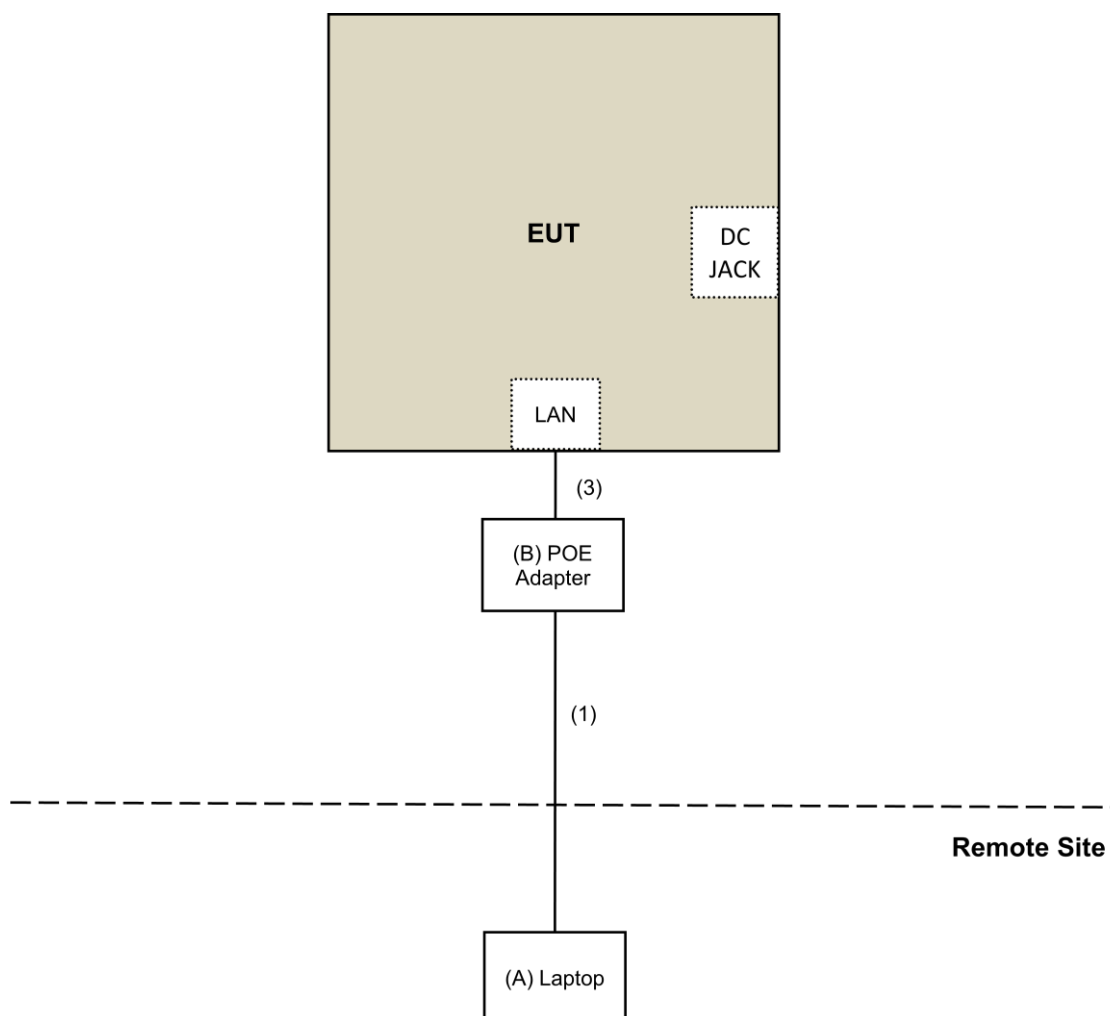 EUT
DC
JACK
LAN
(3)
(B) POE
Adapter
(1)
Remote Site
(A) Laptop